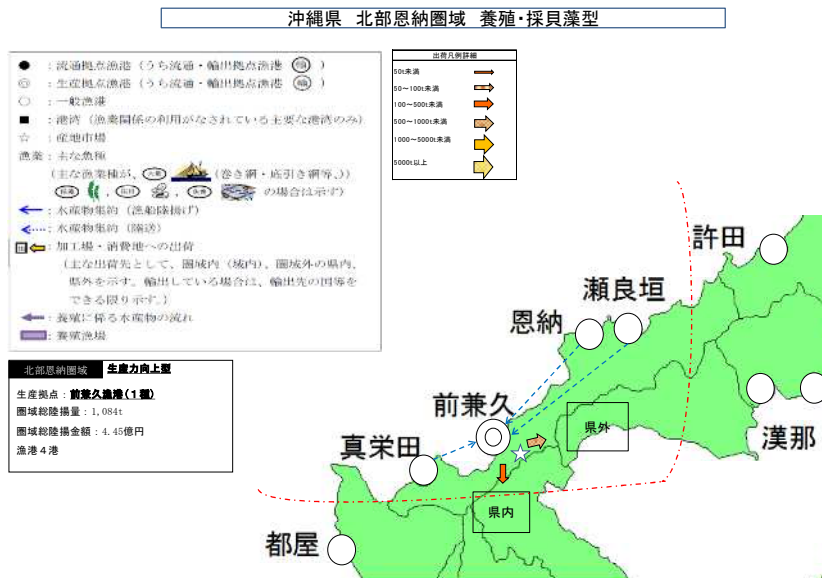 沖縄県 北部恩納圏域 養殖・採貝藻型
● : 流通拠点漁港（うち流通・輸出拠点漁港 輸 ）
◎ : 生産拠点漁港（うち流通・輸出拠点漁港 輸 ）
○ : 一般漁港
■ : 港湾（漁業関係の利用がなされている主要な港湾のみ）
☆ : 産地市場
漁業 : 主な魚種
（主な漁業種が、 （巻き網・底引き網等、）
、 、 の場合は示す）
: 水産物集約（漁船陸揚げ）
: 水産物集約（陸送）
: 加工場・消費地への出荷
（主な出荷先として、圏域内（域内）、圏域外の県内、
県外を示す。輸出している場合は、輸出先の国等を
できる限り示す。）
: 養殖に係る水産物の流れ
: 養殖漁場
出荷凡例詳細
50t未満
50～100t未満
100～500t未満
500～1000t未満
1000～5000t未満
5000t以上
北部恩納圏域 生産力向上型
生産拠点：前兼久漁港（１種）
圏域総陸揚量：1,084t
圏域総陸揚金額：4.45億円
漁港４港
許田
瀬良垣
恩納
前兼久
県外
漢那
真栄田
県内
都屋